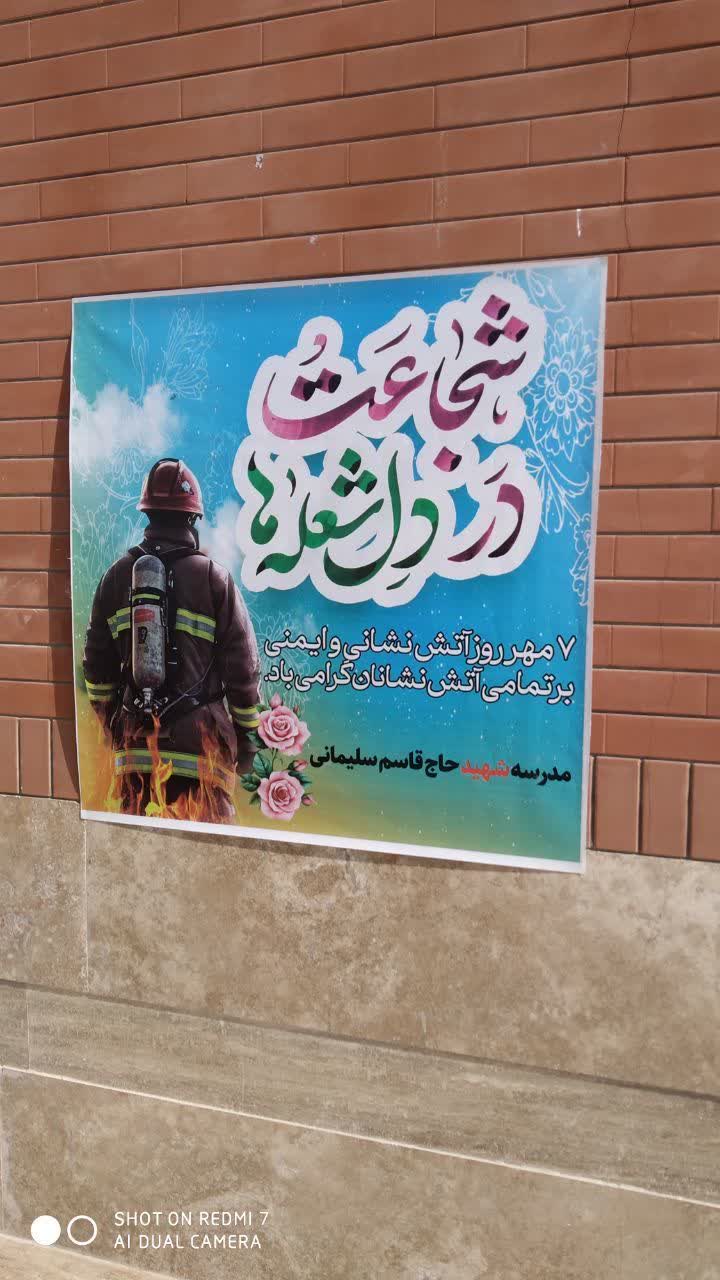 شجاعت
در دل شعله ها
۷ مهر روز آتش نشانی و ایمنی
بر تمامی آتش نشانان گرامی باد.
مدرسه شهید حاج قاسم سلیمانی
SHOT ON REDMI 7
AI DUAL CAMERA